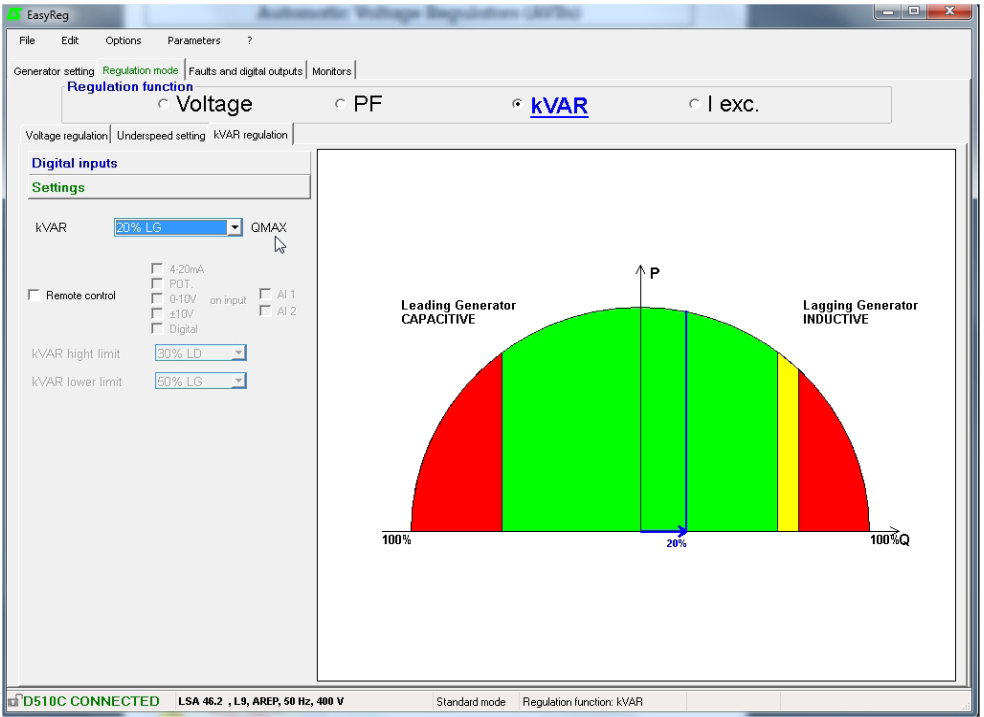 Automatic Voltage Regulators (AVRs)
EasyReg
File Edit Options Parameters ?
Generator setting Regulation mode Faults and digital outputs Monitors
Regulation function
Voltage PF kVAR I exc.
Voltage regulation Underspeed setting kVAR regulation
Digital inputs
Settings
kVAR 20% LG QMAX
4-20mA
POT.
Remote control 0-10V on input AI 1
±10V AI 2
Digital
kVAR hight limit 30% LD
kVAR lower limit 50% LG
P
Leading Generator
CAPACITIVE
Lagging Generator
INDUCTIVE
100% 20% 100%Q
D510C CONNECTED LSA 46.2 , L9, AREP, 50 Hz, 400 V Standard mode Regulation function: kVAR